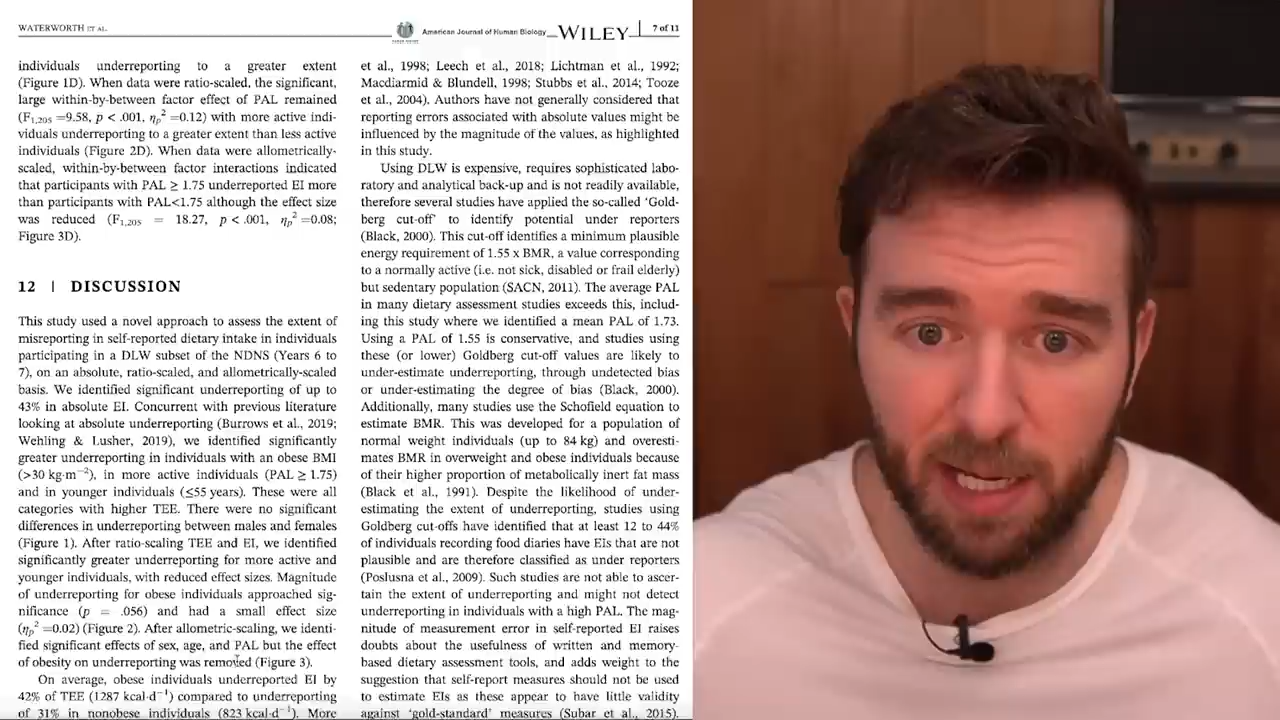 WATERWORTH ET AL.
American Journal of Human Biology WILEY 7 of 11
individuals underreporting to a greater extent
(Figure 1D). When data were ratio-scaled, the significant,
large within-by-between factor effect of PAL remained
(F1,205 =9.58, p < .001, ηp2 =0.12) with more active indi-
viduals underreporting to a greater extent than less active
individuals (Figure 2D). When data were allometrically-
scaled, within-by-between factor interactions indicated
that participants with PAL ≥ 1.75 underreported EI more
than participants with PAL<1.75 although the effect size
was reduced (F1,205 = 18.27, p < .001, ηp2 =0.08;
Figure 3D).
12 | DISCUSSION
This study used a novel approach to assess the extent of
misreporting in self-reported dietary intake in individuals
participating in a DLW subset of the NDNS (Years 6 to
7), on an absolute, ratio-scaled, and allometrically-scaled
basis. We identified significant underreporting of up to
43% in absolute EI. Concurrent with previous literature
looking at absolute underreporting (Burrows et al., 2019;
Wehling & Lusher, 2019), we identified significantly
greater underreporting in individuals with an obese BMI
(>30 kg·m−2), in more active individuals (PAL ≥ 1.75)
and in younger individuals (≤55 years). These were all
categories with higher TEE. There were no significant
differences in underreporting between males and females
(Figure 1). After ratio-scaling TEE and EI, we identified
significantly greater underreporting for more active and
younger individuals, with reduced effect sizes. Magnitude
of underreporting for obese individuals approached sig-
nificance (p = .056) and had a small effect size
(ηp2 =0.02) (Figure 2). After allometric-scaling, we identi-
fied significant effects of sex, age, and PAL but the effect
of obesity on underreporting was removed (Figure 3).
On average, obese individuals underreported EI by
42% of TEE (1287 kcal·d−1) compared to underreporting
of 31% in nonobese individuals (823 kcal·d−1). More
et al., 1998; Leech et al., 2018; Lichtman et al., 1992;
Macdiarmid & Blundell, 1998; Stubbs et al., 2014; Tooze
et al., 2004). Authors have not generally considered that
reporting errors associated with absolute values might be
influenced by the magnitude of the values, as highlighted
in this study.
Using DLW is expensive, requires sophisticated labo-
ratory and analytical back-up and is not readily available,
therefore several studies have applied the so-called 'Gold-
berg cut-off' to identify potential under reporters
(Black, 2000). This cut-off identifies a minimum plausible
energy requirement of 1.55 x BMR, a value corresponding
to a normally active (i.e. not sick, disabled or frail elderly)
but sedentary population (SACN, 2011). The average PAL
in many dietary assessment studies exceeds this, includ-
ing this study where we identified a mean PAL of 1.73.
Using a PAL of 1.55 is conservative, and studies using
these (or lower) Goldberg cut-off values are likely to
under-estimate underreporting, through undetected bias
or under-estimating the degree of bias (Black, 2000).
Additionally, many studies use the Schofield equation to
estimate BMR. This was developed for a population of
normal weight individuals (up to 84 kg) and overesti-
mates BMR in overweight and obese individuals because
of their higher proportion of metabolically inert fat mass
(Black et al., 1991). Despite the likelihood of under-
estimating the extent of underreporting, studies using
Goldberg cut-offs have identified that at least 12 to 44%
of individuals recording food diaries have EIs that are not
plausible and are therefore classified as under reporters
(Poslusna et al., 2009). Such studies are not able to ascer-
tain the extent of underreporting and might not detect
underreporting in individuals with a high PAL. The mag-
nitude of measurement error in self-reported EI raises
doubts about the usefulness of written and memory-
based dietary assessment tools, and adds weight to the
suggestion that self-report measures should not be used
to estimate EIs as these appear to have little validity
against 'gold-standard' measures (Subar et al., 2015).